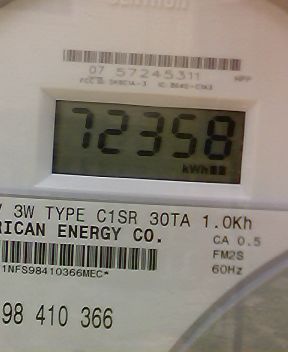 07 57245311
72358
kWh
3W TYPE C1SR 30TA 1.0Kh
RICAN ENERGY CO.
CA 0.5
FM2S
60Hz
1NFS98410366MEC*
98 410 366